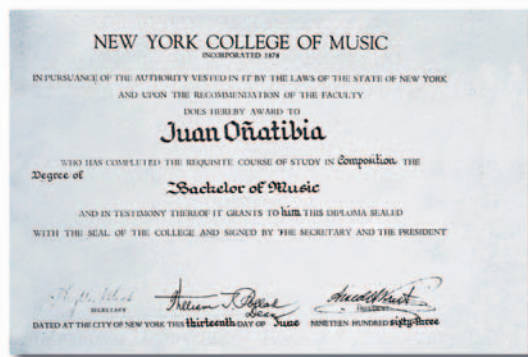 NEW YORK COLLEGE OF MUSIC
INCORPORATED 1878
IN PURSUANCE OF THE AUTHORITY VESTED IN IT BY THE LAWS OF THE STATE OF NEW YORK
AND UPON THE RECOMMENDATION OF THE FACULTY
DOES HEREBY AWARD TO
Juan Oñatibia
WHO HAS COMPLETED THE REQUISITE COURSE OF STUDY IN Composition THE
Degree of
Bachelor of Music
AND IN TESTIMONY THEREOF IT GRANTS TO him THIS DIPLOMA SEALED
WITH THE SEAL OF THE COLLEGE AND SIGNED BY THE SECRETARY AND THE PRESIDENT
SECRETARY Dean PRESIDENT
DATED AT THE CITY OF NEW YORK THIS thirteenth DAY OF June NINETEEN HUNDRED sixty-three